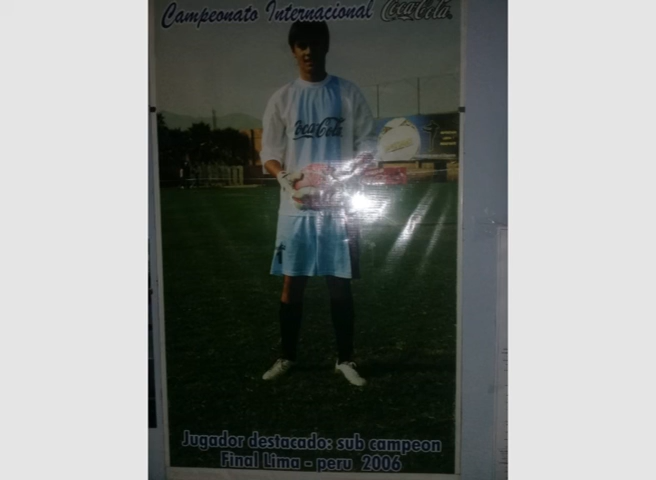 Campeonato Internacional Coca-Cola
Coca-Cola
Jugador destacado: sub campeon
Final Lima - peru 2006